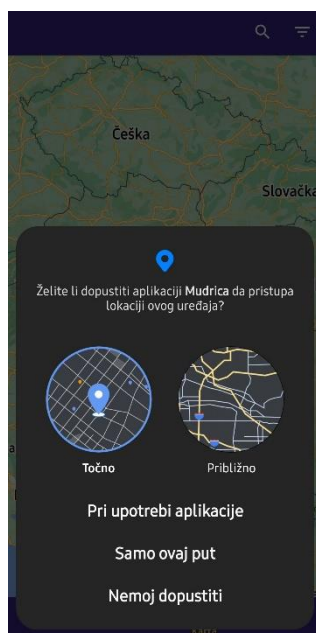 Češka
Slovačka
Želite li dopustiti aplikaciji Mudrica da pristupa
lokaciji ovog uređaja?
Točno
Približno
Pri upotrebi aplikacije
Samo ovaj put
Nemoj dopustiti